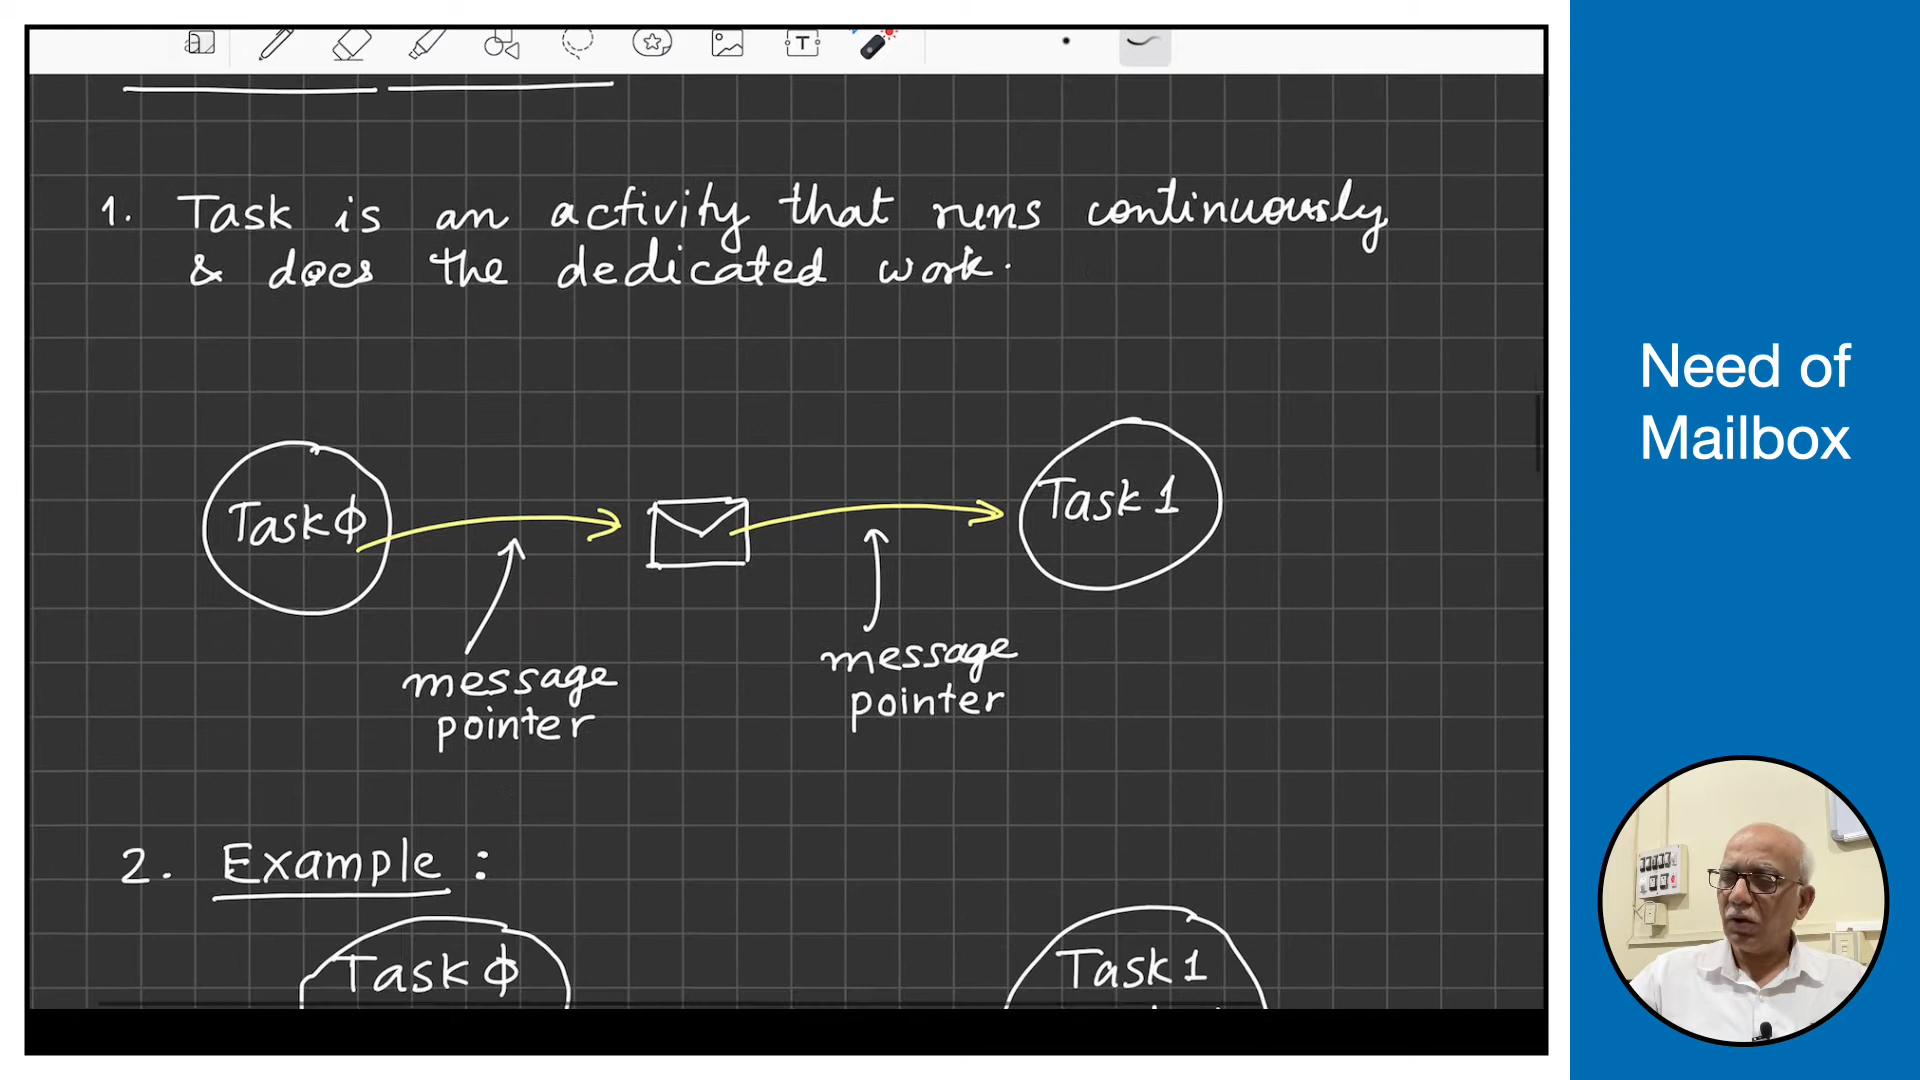 1. Task is an activity that runs continuously
& does the dedicated work.
Task ϕ
Task 1
message
pointer
message
pointer
2. Example :
Task ϕ
Task 1
Need of
Mailbox
T